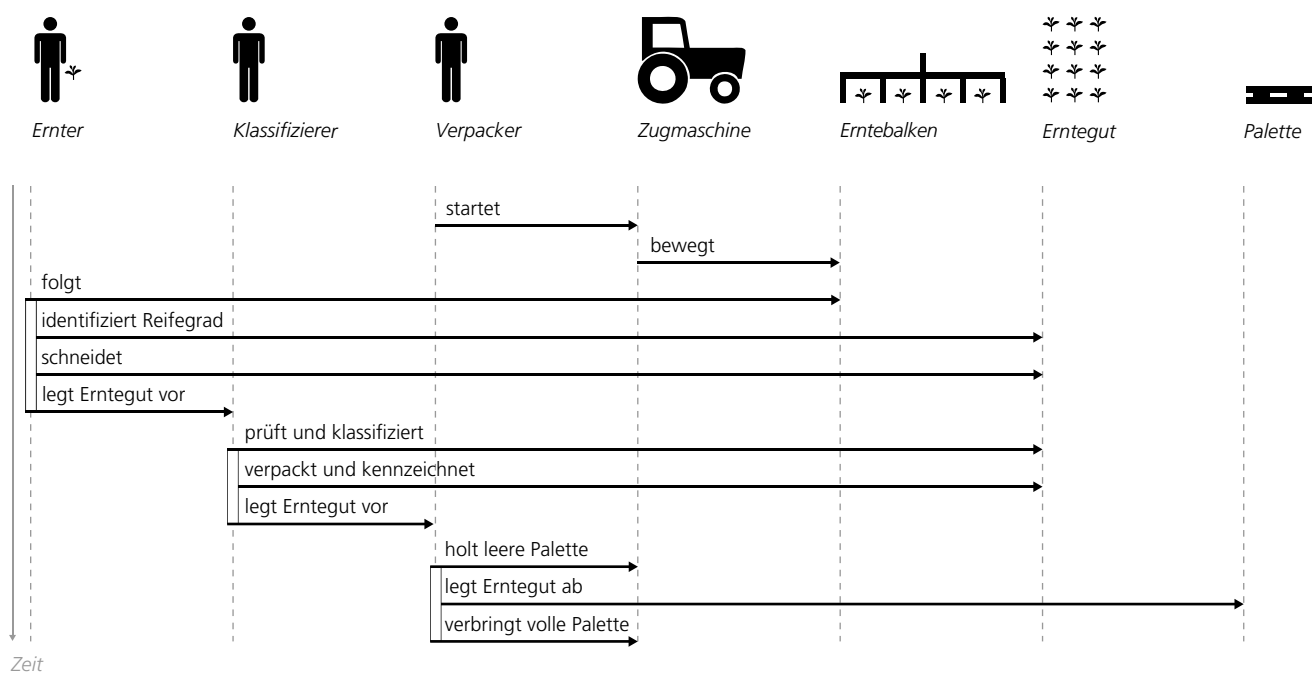 Ernter
Klassifizierer
Verpacker
Zugmaschine
Erntebalken
Erntegut
Palette
startet
bewegt
folgt
identifiziert Reifegrad
schneidet
legt Erntegut vor
prüft und klassifiziert
verpackt und kennzeichnet
legt Erntegut vor
holt leere Palette
legt Erntegut ab
verbringt volle Palette
Zeit